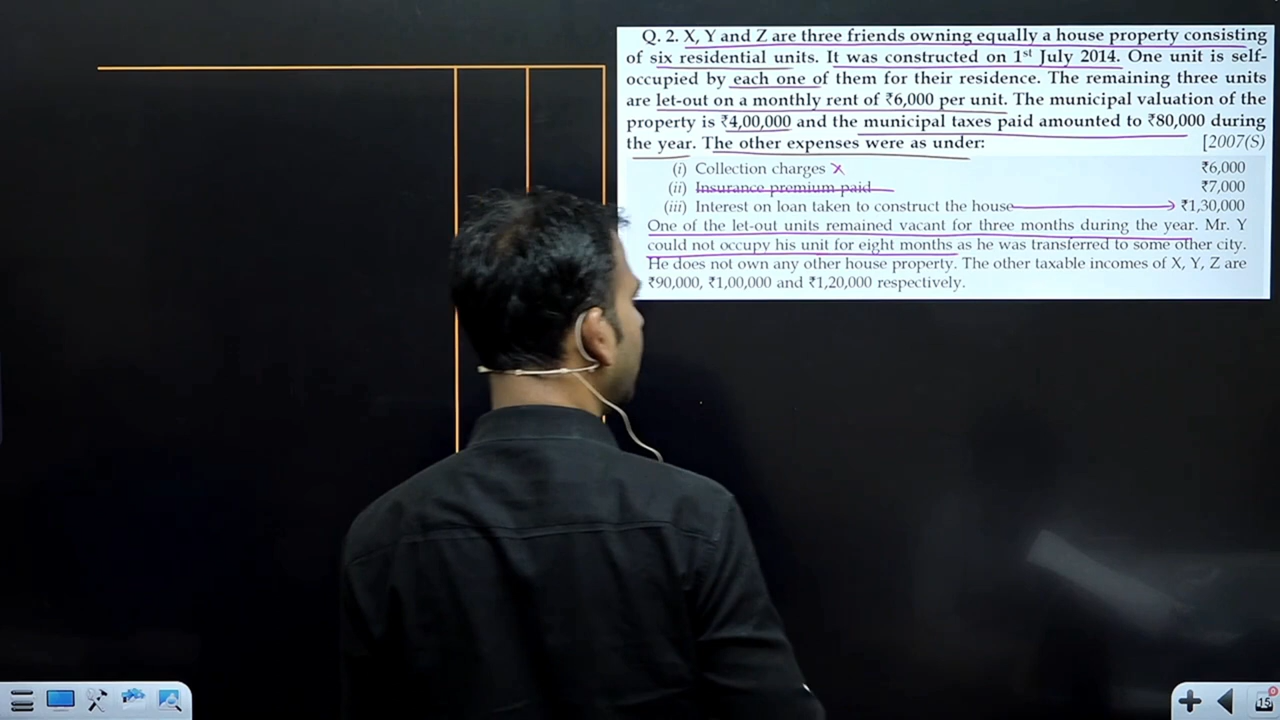 Q. 2. X, Y and Z are three friends owning equally a house property consisting
of six residential units. It was constructed on 1st July 2014. One unit is self-
occupied by each one of them for their residence. The remaining three units
are let-out on a monthly rent of ₹6,000 per unit. The municipal valuation of the
property is ₹4,00,000 and the municipal taxes paid amounted to ₹80,000 during
the year. The other expenses were as under: [2007(S)
(i) Collection charges ₹6,000
(ii) Insurance premium paid ₹7,000
(iii) Interest on loan taken to construct the house ₹1,30,000
One of the let-out units remained vacant for three months during the year. Mr. Y
could not occupy his unit for eight months as he was transferred to some other city.
He does not own any other house property. The other taxable incomes of X, Y, Z are
₹90,000, ₹1,00,000 and ₹1,20,000 respectively.
15